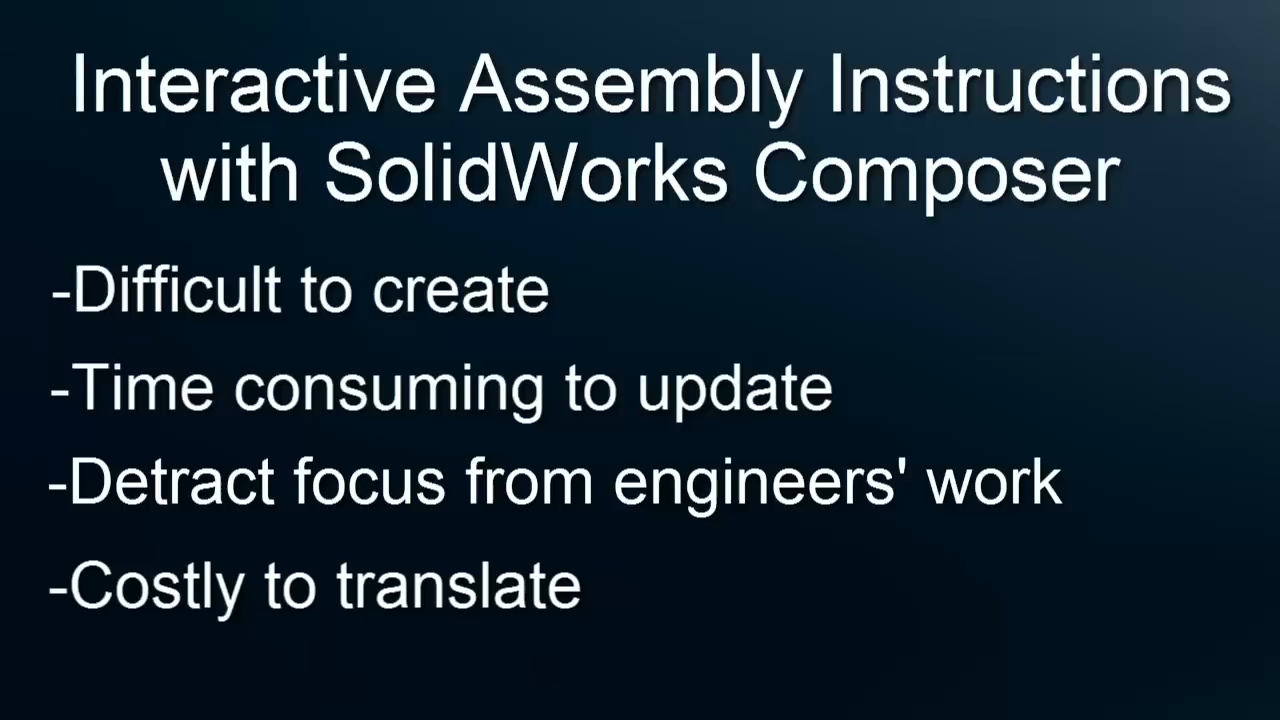 Interactive Assembly Instructions
with SolidWorks Composer
-Difficult to create
-Time consuming to update
-Detract focus from engineers' work
-Costly to translate